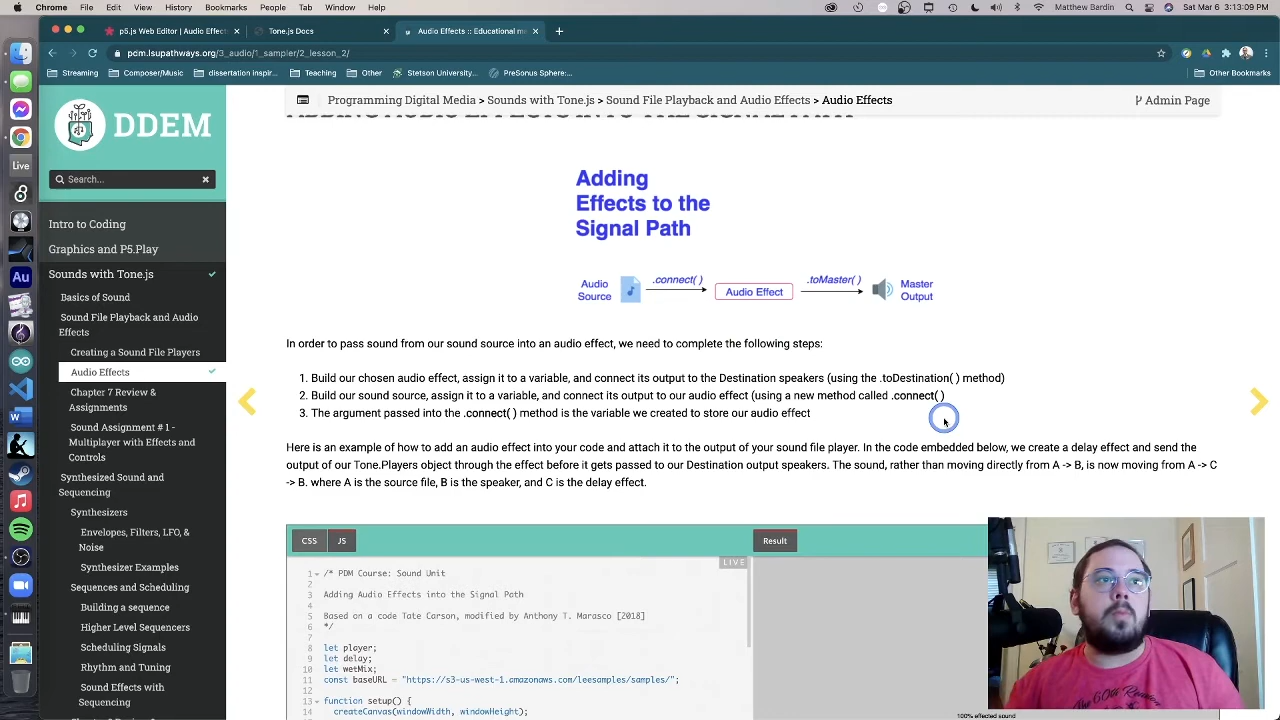 Chrome File Edit View History Bookmarks Profiles Tab Window Help
Matthew Bardin Sat Mar 6 3:13:09 PM
p5.js Web Editor | Audio Effect
Tone.js Docs
Audio Effects :: Educational m
pdm.lsupathways.org/3_audio/1_sampler/2_lesson_2/
Streaming
Composer/Music
dissertation inspir...
Teaching
Other
Stetson University...
PreSonus Sphere:...
Other Bookmarks
DDEM
Search...
Intro to Coding
Graphics and P5.Play
Sounds with Tone.js
Basics of Sound
Sound File Playback and Audio
Effects
Creating a Sound File Players
Audio Effects
Chapter 7 Review &
Assignments
Sound Assignment # 1 -
Multiplayer with Effects and
Controls
Synthesized Sound and
Sequencing
Synthesizers
Envelopes, Filters, LFO, &
Noise
Synthesizer Examples
Sequences and Scheduling
Building a sequence
Higher Level Sequencers
Scheduling Signals
Rhythm and Tuning
Sound Effects with
Sequencing
Live
Au
Programming Digital Media > Sounds with Tone.js > Sound File Playback and Audio Effects > Audio Effects
Admin Page
ADDING AUDIO EFFECTS INTO THE SIGNAL PATH
Adding
Effects to the
Signal Path
Audio
Source
.connect( )
Audio Effect
.toMaster( )
Master
Output
In order to pass sound from our sound source into an audio effect, we need to complete the following steps:
1. Build our chosen audio effect, assign it to a variable, and connect its output to the Destination speakers (using the .toDestination( ) method)
2. Build our sound source, assign it to a variable, and connect its output to our audio effect (using a new method called .connect( )
3. The argument passed into the .connect( ) method is the variable we created to store our audio effect
Here is an example of how to add an audio effect into your code and attach it to the output of your sound file player. In the code embedded below, we create a delay effect and send the
output of our Tone.Players object through the effect before it gets passed to our Destination output speakers. The sound, rather than moving directly from A -> B, is now moving from A -> C
-> B. where A is the source file, B is the speaker, and C is the delay effect.
CSS
JS
Result
LIVE
1 /* PDM Course: Sound Unit
2
3 Adding Audio Effects into the Signal Path
4
5 Based on a code Tate Carson, modified by Anthony T. Marasco [2018]
6 */
7
8 let player;
9 let delay;
10 let wetMix;
11 const baseURL = "https://s3-us-west-1.amazonaws.com/leesamples/samples/";
12
13 function setup() {
14 createCanvas(windowWidth, windowHeight);
100% effected sound